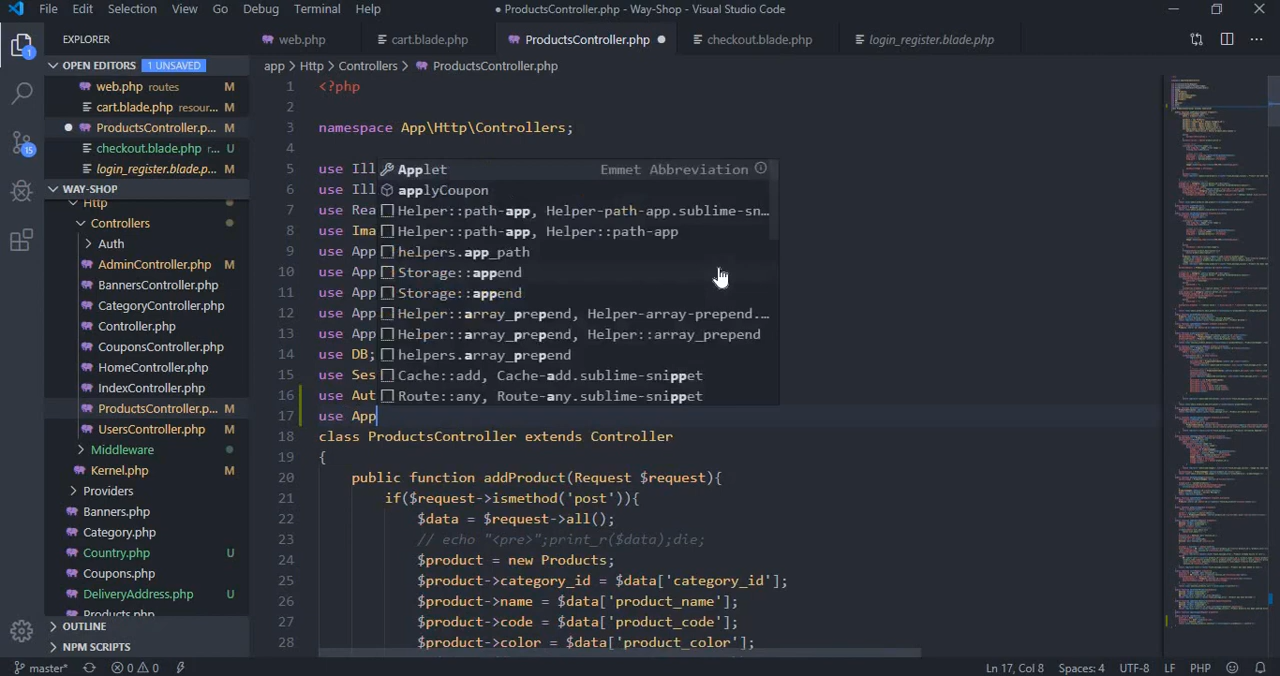 File Edit Selection View Go Debug Terminal Help
● ProductsController.php - Way-Shop - Visual Studio Code
EXPLORER
web.php
cart.blade.php
ProductsController.php ●
checkout.blade.php
login_register.blade.php
OPEN EDITORS 1 UNSAVED
web.php routes M
cart.blade.php resour... M
● ProductsController.p... M
checkout.blade.php r... U
login_register.blade.p... M
WAY-SHOP
Http
Controllers
Auth
AdminController.php M
BannersController.php
CategoryController.php
Controller.php
CouponsController.php
HomeController.php
IndexController.php
ProductsController.p... M
UsersController.php M
Middleware
Kernel.php M
Providers
Banners.php
Category.php
Country.php U
Coupons.php
DeliveryAddress.php U
Products.php
OUTLINE
NPM SCRIPTS
1
15
app > Http > Controllers > ProductsController.php
1 <?php
2
3 namespace App\Http\Controllers;
4
5 use Ill
6 use Ill
7 use Rea
8 use Ima
9 use App
10 use App
11 use App
12 use App
13 use App
14 use DB;
15 use Ses
16 use Aut
17 use App
18 class ProductsController extends Controller
19 {
20 public function addProduct(Request $request){
21 if($request->ismethod('post')){
22 $data = $request->all();
23 // echo "<pre>";print_r($data);die;
24 $product = new Products;
25 $product->category_id = $data['category_id'];
26 $product->name = $data['product_name'];
27 $product->code = $data['product_code'];
28 $product->color = $data['product_color'];
Applet Emmet Abbreviation
applyCoupon
Helper::path-app, Helper-path-app.sublime-sn...
Helper::path-app, Helper::path-app
helpers.app_path
Storage::append
Storage::append
Helper::array_prepend, Helper-array-prepend....
Helper::array_prepend, Helper::array_prepend
helpers.array_prepend
Cache::add, Cache-add.sublime-snippet
Route::any, Route-any.sublime-snippet
master* 0 0 Ln 17, Col 8 Spaces: 4 UTF-8 LF PHP